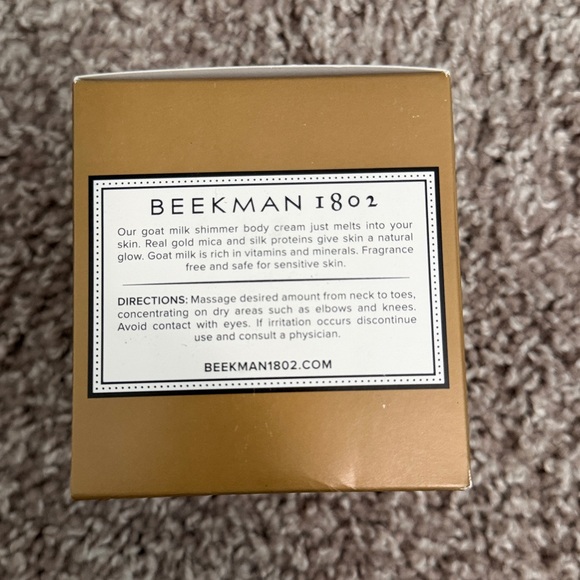 BEEKMAN 1802
Our goat milk shimmer body cream just melts into your
skin. Real gold mica and silk proteins give skin a natural
glow. Goat milk is rich in vitamins and minerals. Fragrance
free and safe for sensitive skin.
DIRECTIONS: Massage desired amount from neck to toes,
concentrating on dry areas such as elbows and knees.
Avoid contact with eyes. If irritation occurs discontinue
use and consult a physician.
BEEKMAN1802.COM